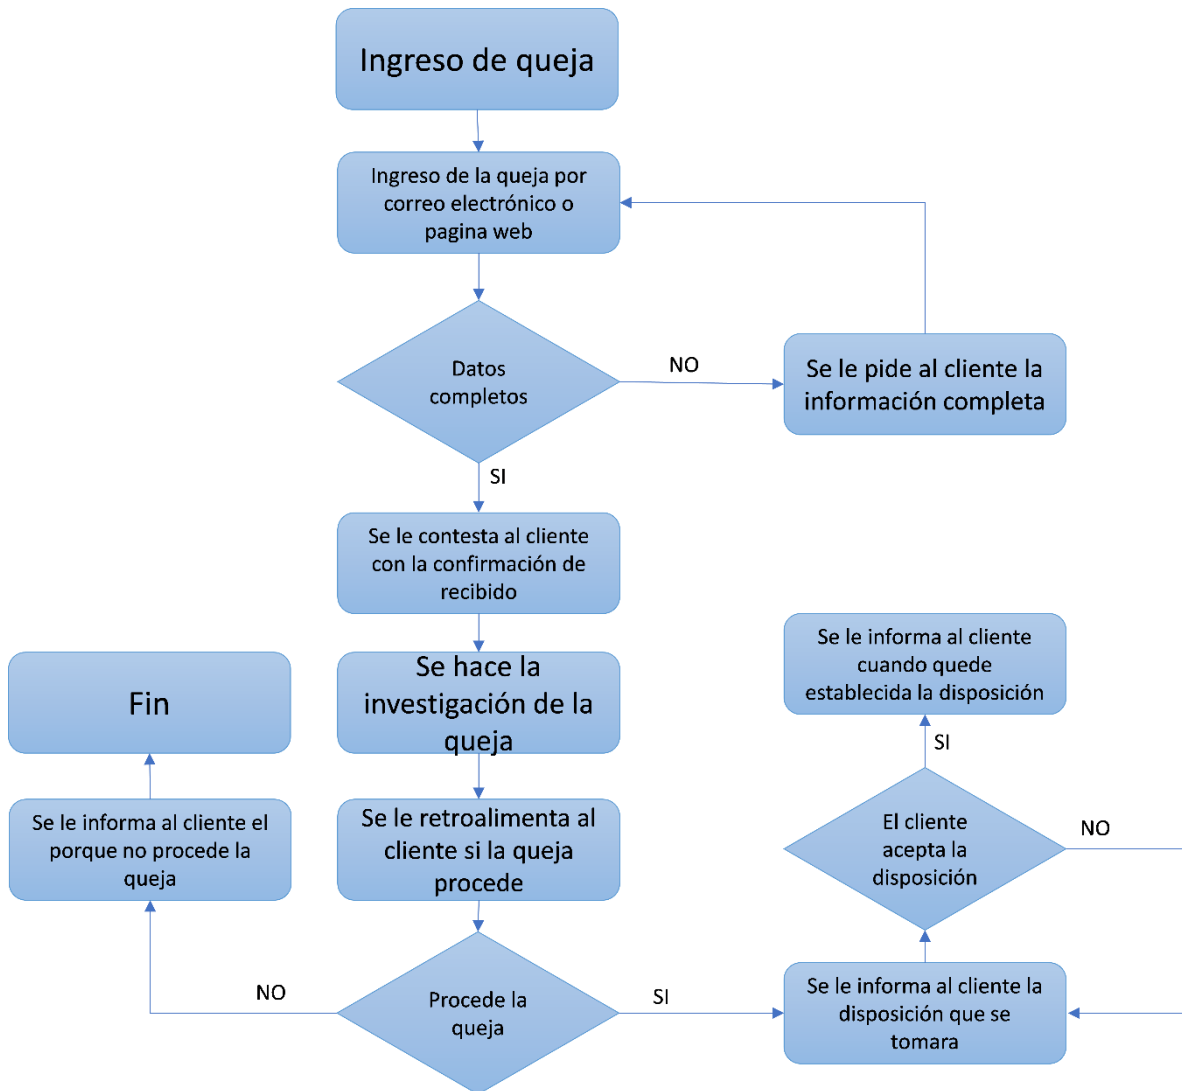 Ingreso de queja
Ingreso de la queja por
correo electrónico o
pagina web
Datos
completos
NO
Se le pide al cliente la
información completa
SI
Se le contesta al cliente
con la confirmación de
recibido
Se hace la
investigación de la
queja
Se le retroalimenta al
cliente si la queja
procede
Procede la
queja
NO
Se le informa al cliente el
porque no procede la
queja
Fin
SI
Se le informa al cliente la
disposición que se
tomara
El cliente
acepta la
disposición
NO
SI
Se le informa al cliente
cuando quede
establecida la disposición